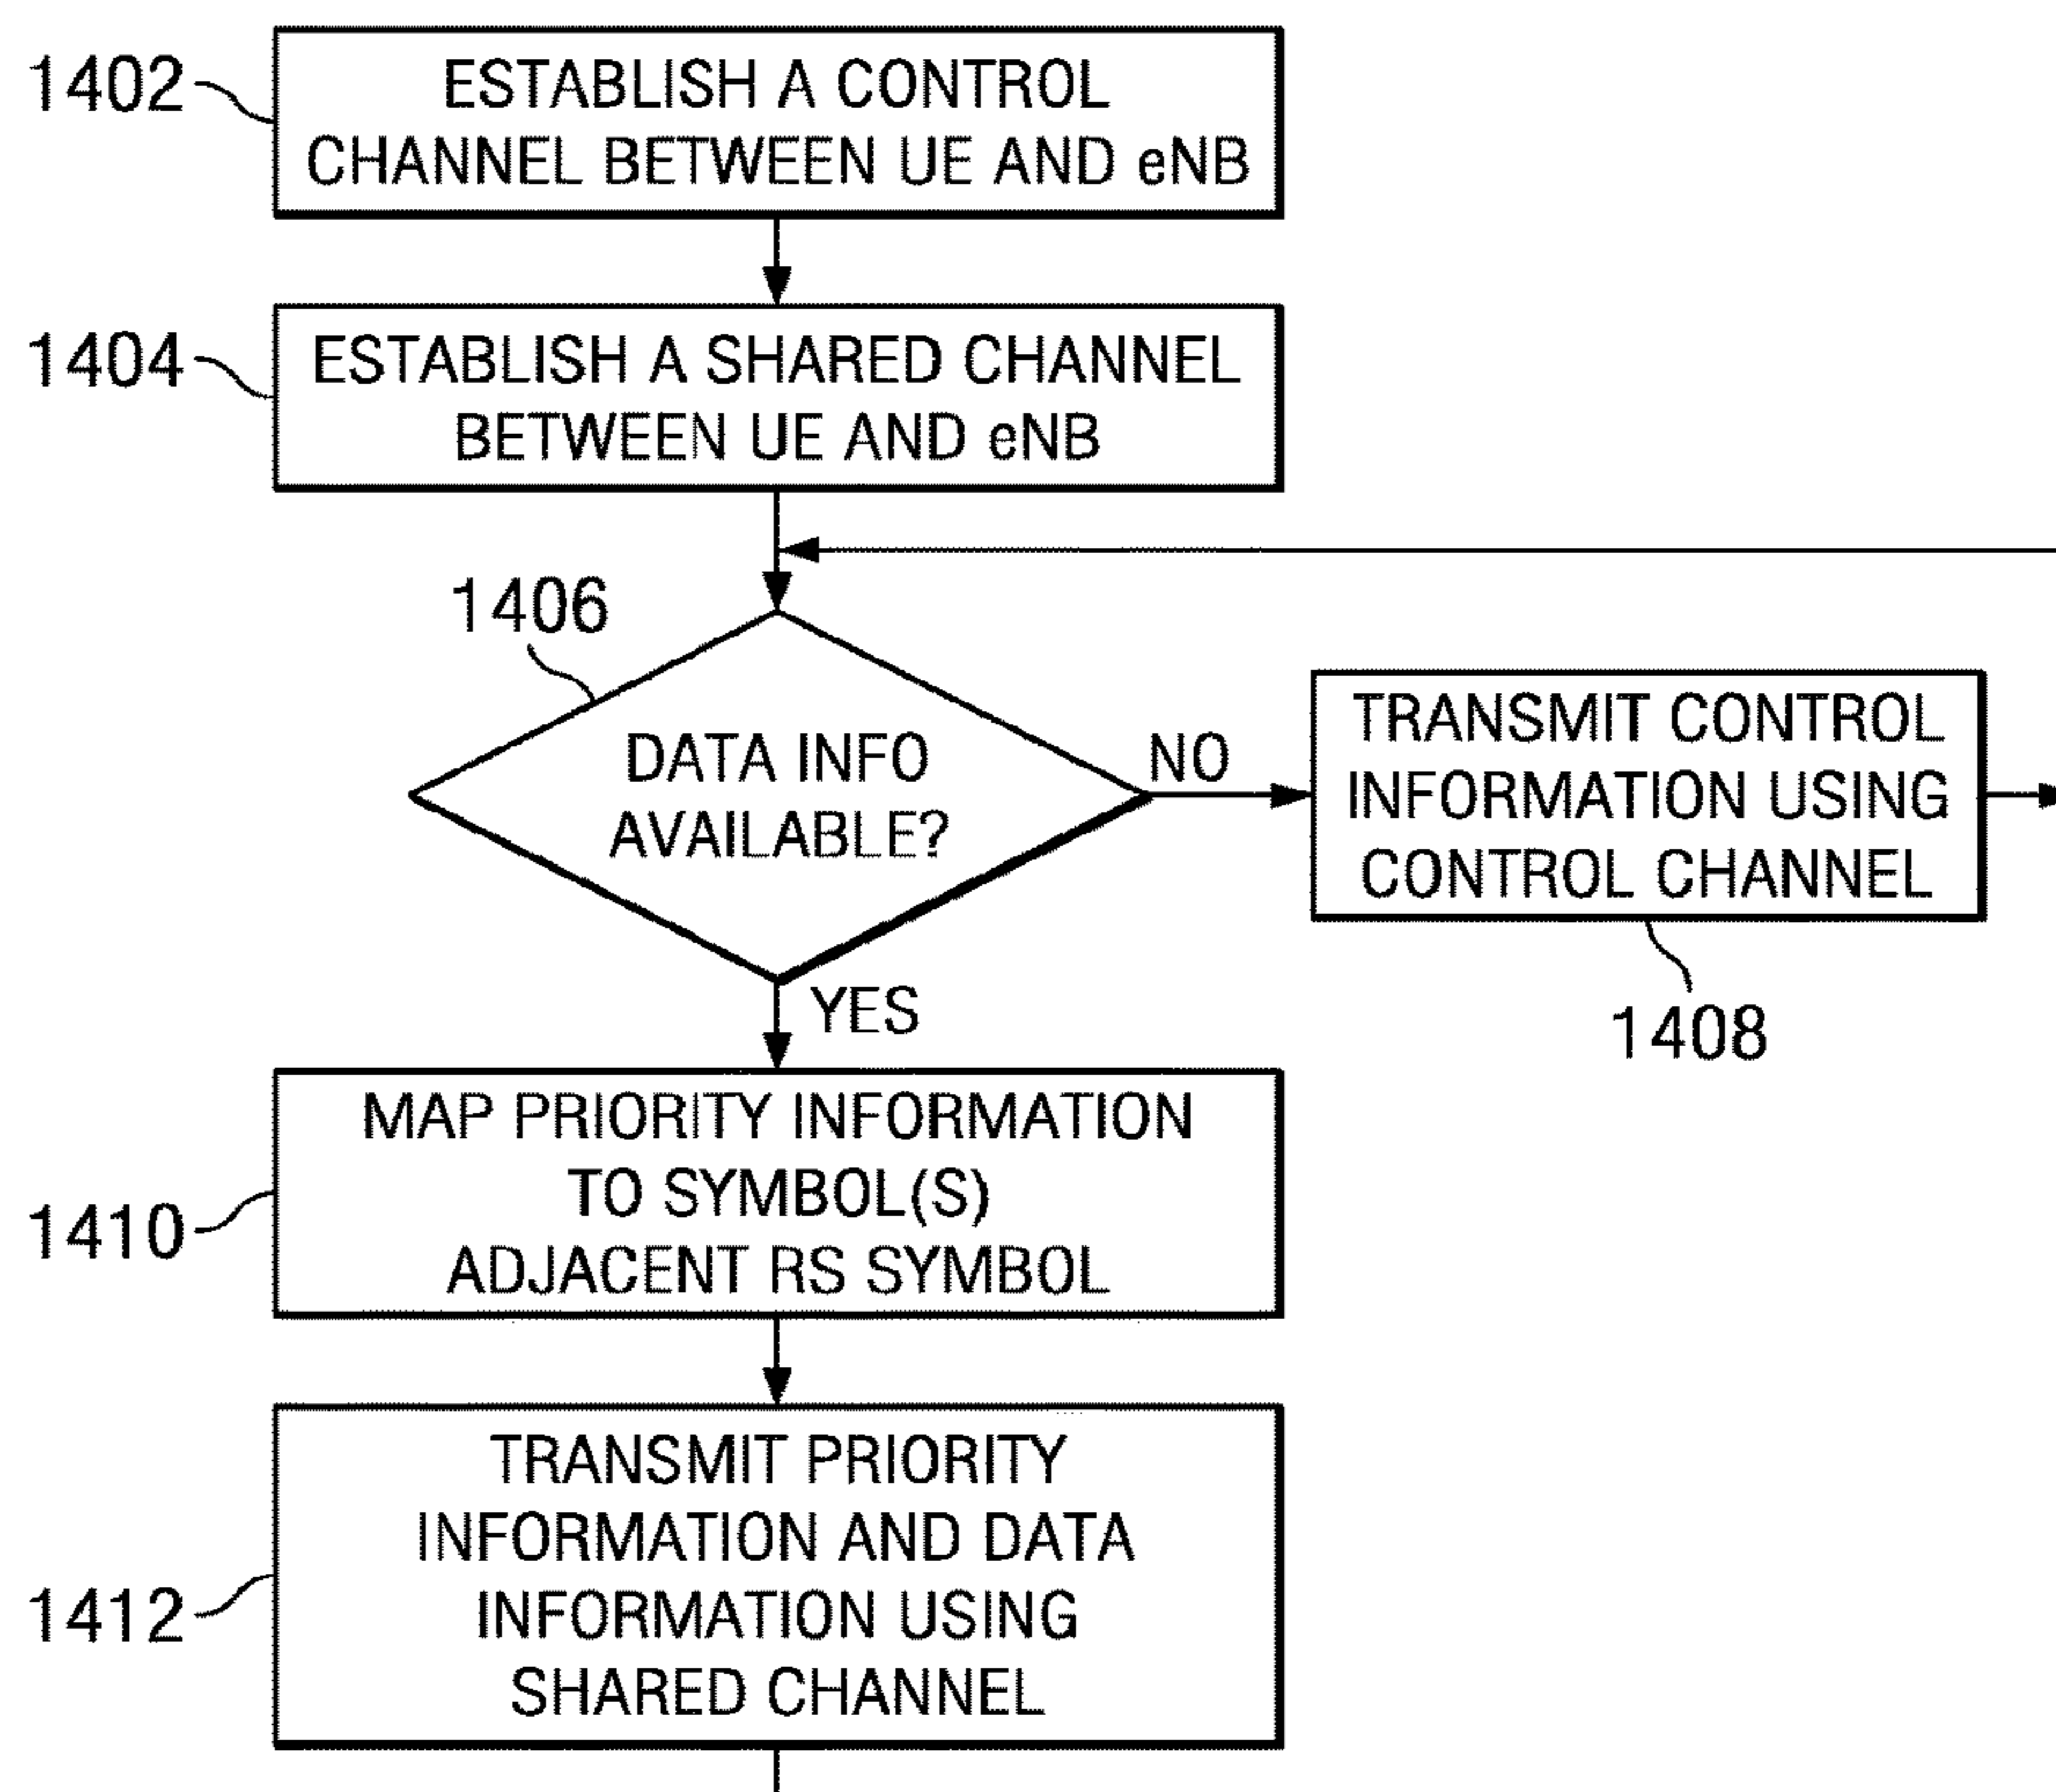 1402
ESTABLISH A CONTROL
CHANNEL BETWEEN UE AND eNB
1404
ESTABLISH A SHARED CHANNEL
BETWEEN UE AND eNB
1406
DATA INFO
AVAILABLE?
NO
TRANSMIT CONTROL
INFORMATION USING
CONTROL CHANNEL
1408
YES
1410
MAP PRIORITY INFORMATION
TO SYMBOL(S)
ADJACENT RS SYMBOL
1412
TRANSMIT PRIORITY
INFORMATION AND DATA
INFORMATION USING
SHARED CHANNEL